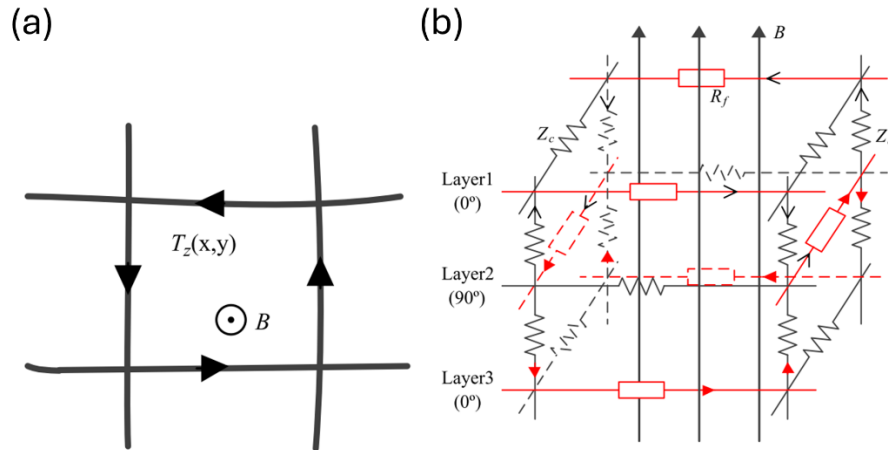 (a)
(b)
B
R_f
Z_c
Layer1
(0º)
T_z(x,y)
B
Layer2
(90º)
Layer3
(0º)